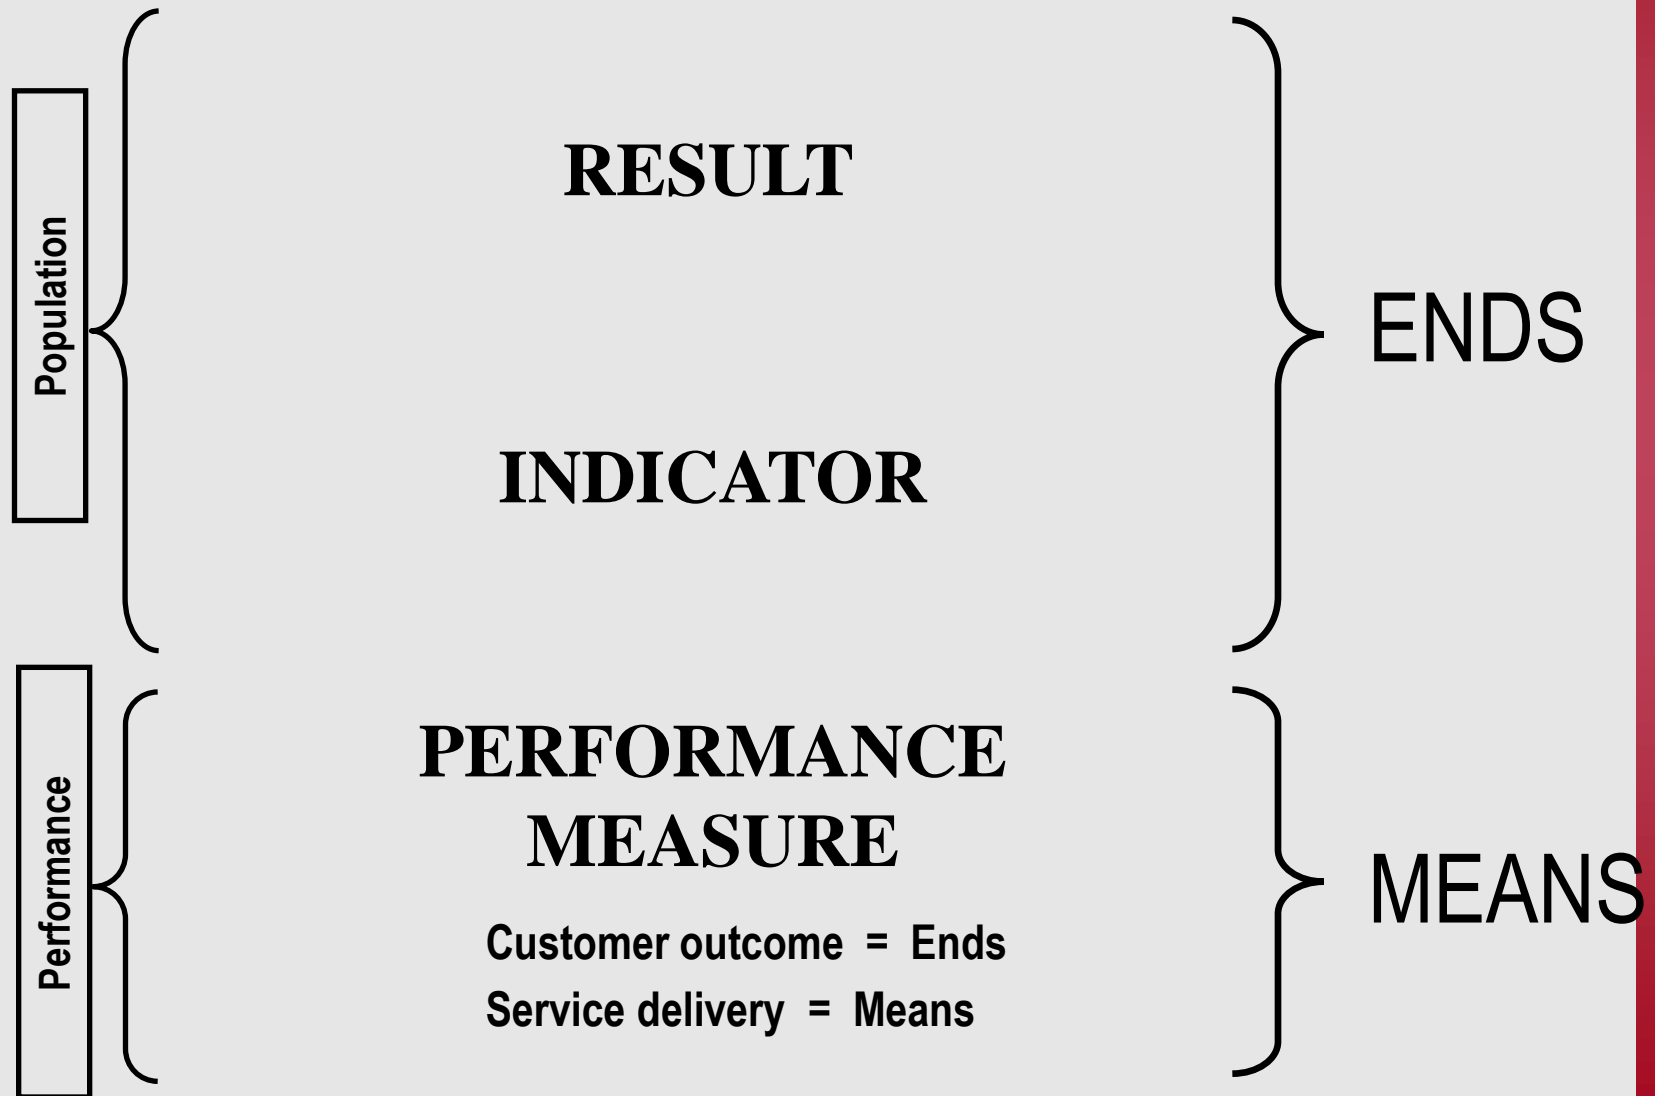 Population
RESULT
ENDS
INDICATOR
Performance
PERFORMANCE
MEASURE
MEANS
Customer outcome = Ends
Service delivery = Means